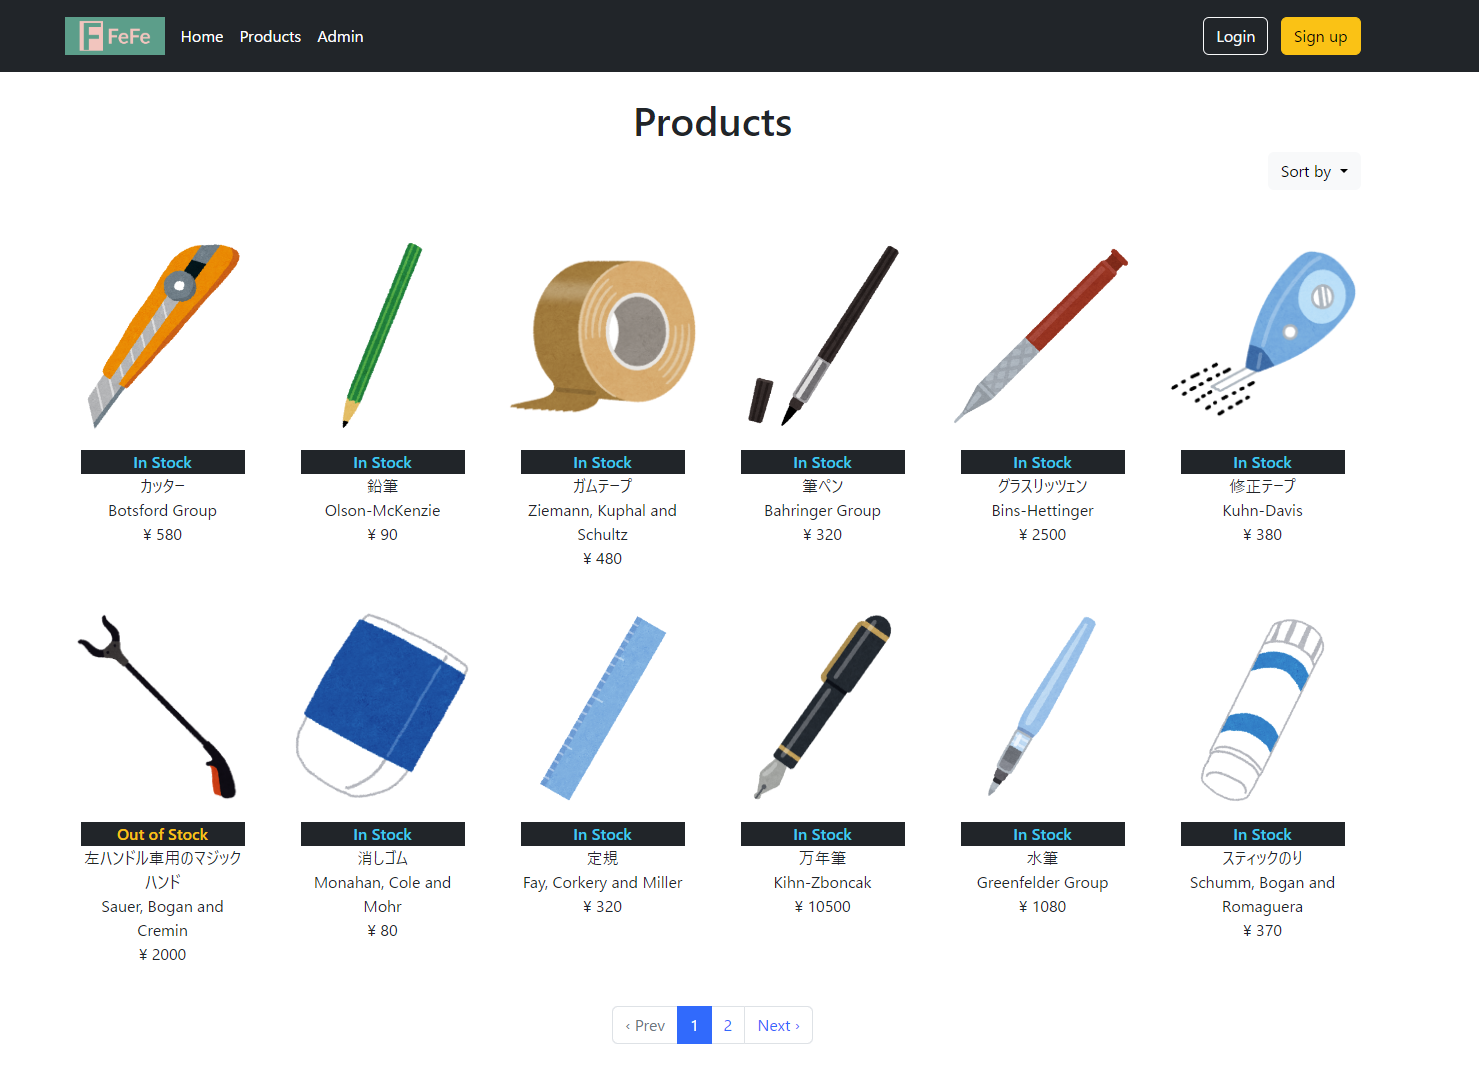 FeFe Home Products Admin Login Sign up
Products
Sort by
In Stock
カッター
Botsford Group
¥ 580
In Stock
鉛筆
Olson-McKenzie
¥ 90
In Stock
ガムテープ
Ziemann, Kuphal and
Schultz
¥ 480
In Stock
筆ペン
Bahringer Group
¥ 320
In Stock
グラスリッツェン
Bins-Hettinger
¥ 2500
In Stock
修正テープ
Kuhn-Davis
¥ 380
Out of Stock
左ハンドル車用のマジック
ハンド
Sauer, Bogan and
Cremin
¥ 2000
In Stock
消しゴム
Monahan, Cole and
Mohr
¥ 80
In Stock
定規
Fay, Corkery and Miller
¥ 320
In Stock
万年筆
Kihn-Zboncak
¥ 10500
In Stock
水筆
Greenfelder Group
¥ 1080
In Stock
スティックのり
Schumm, Bogan and
Romaguera
¥ 370
‹ Prev 1 2 Next ›